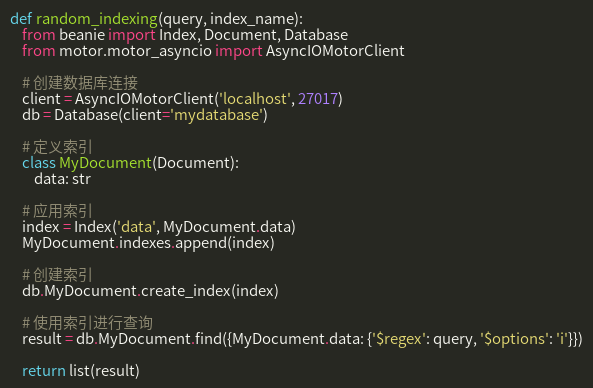 def random_indexing(query, index_name):
    from beanie import Index, Document, Database
    from motor.motor_asyncio import AsyncIOMotorClient

    # 创建数据库连接
    client = AsyncIOMotorClient('localhost', 27017)
    db = Database(client='mydatabase')

    # 定义索引
    class MyDocument(Document):
        data: str

    # 应用索引
    index = Index('data', MyDocument.data)
    MyDocument.indexes.append(index)

    # 创建索引
    db.MyDocument.create_index(index)

    # 使用索引进行查询
    result = db.MyDocument.find({MyDocument.data: {'$regex': query, '$options': 'i'}})

    return list(result)